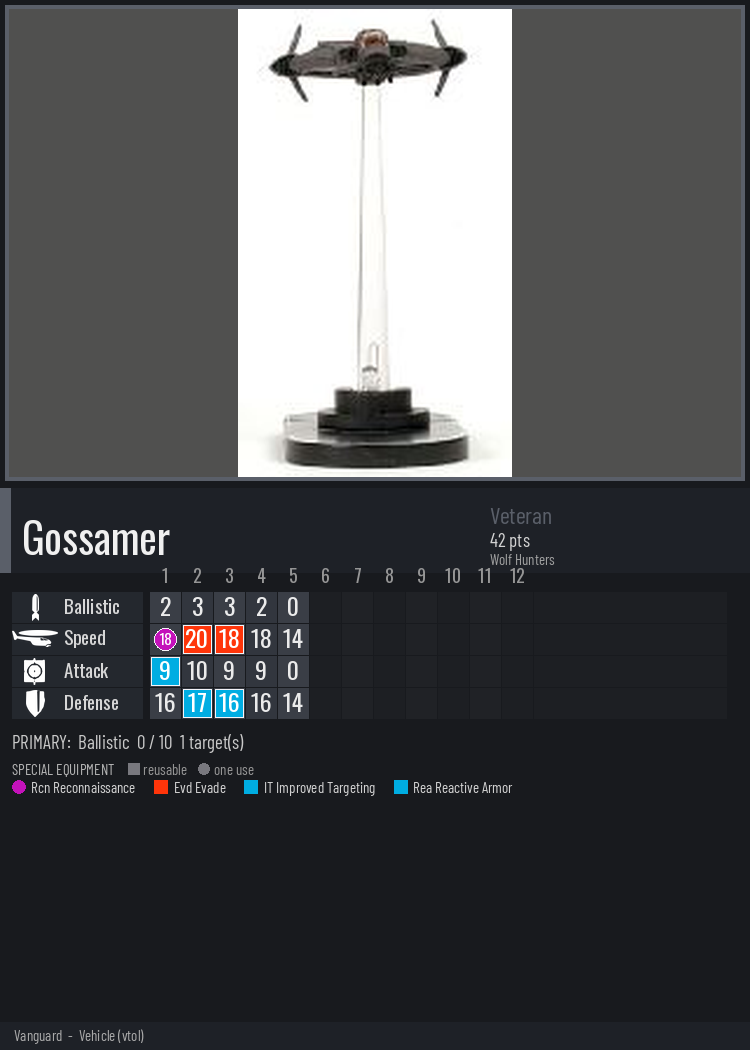 Gossamer
Veteran
42 pts
Wolf Hunters
1 2 3 4 5 6 7 8 9 10 11 12
Ballistic 2 3 3 2 0
Speed 18 20 18 18 14
Attack 9 10 9 9 0
Defense 16 17 16 16 14
PRIMARY: Ballistic 0 / 10 1 target(s)
SPECIAL EQUIPMENT reusable one use
Rcn Reconnaissance Evd Evade IT Improved Targeting Rea Reactive Armor
Vanguard - Vehicle (vtol)